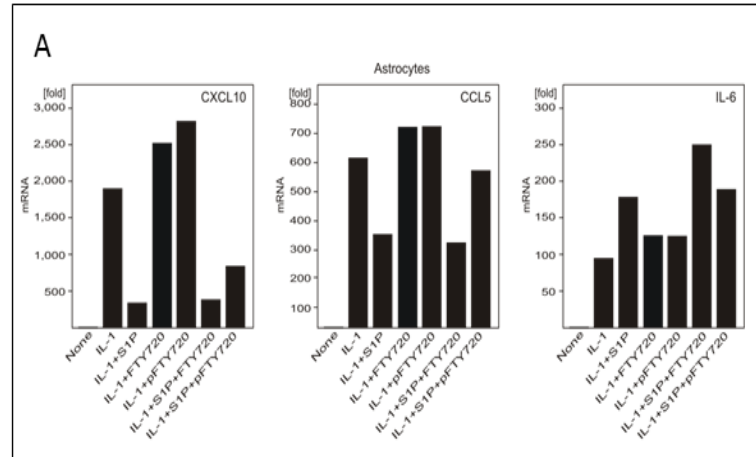 A
Astrocytes
[fold]
CXCL10
3,000
2,500
2,000
1,500
1,000
500
mRNA
None
IL-1
IL-1+S1P
IL-1+FTY720
IL-1+pFTY720
IL-1+S1P+FTY720
IL-1+S1P+pFTY720
[fold]
CCL5
800
700
600
500
400
300
200
100
mRNA
None
IL-1
IL-1+S1P
IL-1+FTY720
IL-1+pFTY720
IL-1+S1P+FTY720
IL-1+S1P+pFTY720
[fold]
IL-6
300
250
200
150
100
50
mRNA
None
IL-1
IL-1+S1P
IL-1+FTY720
IL-1+pFTY720
IL-1+S1P+FTY720
IL-1+S1P+pFTY720